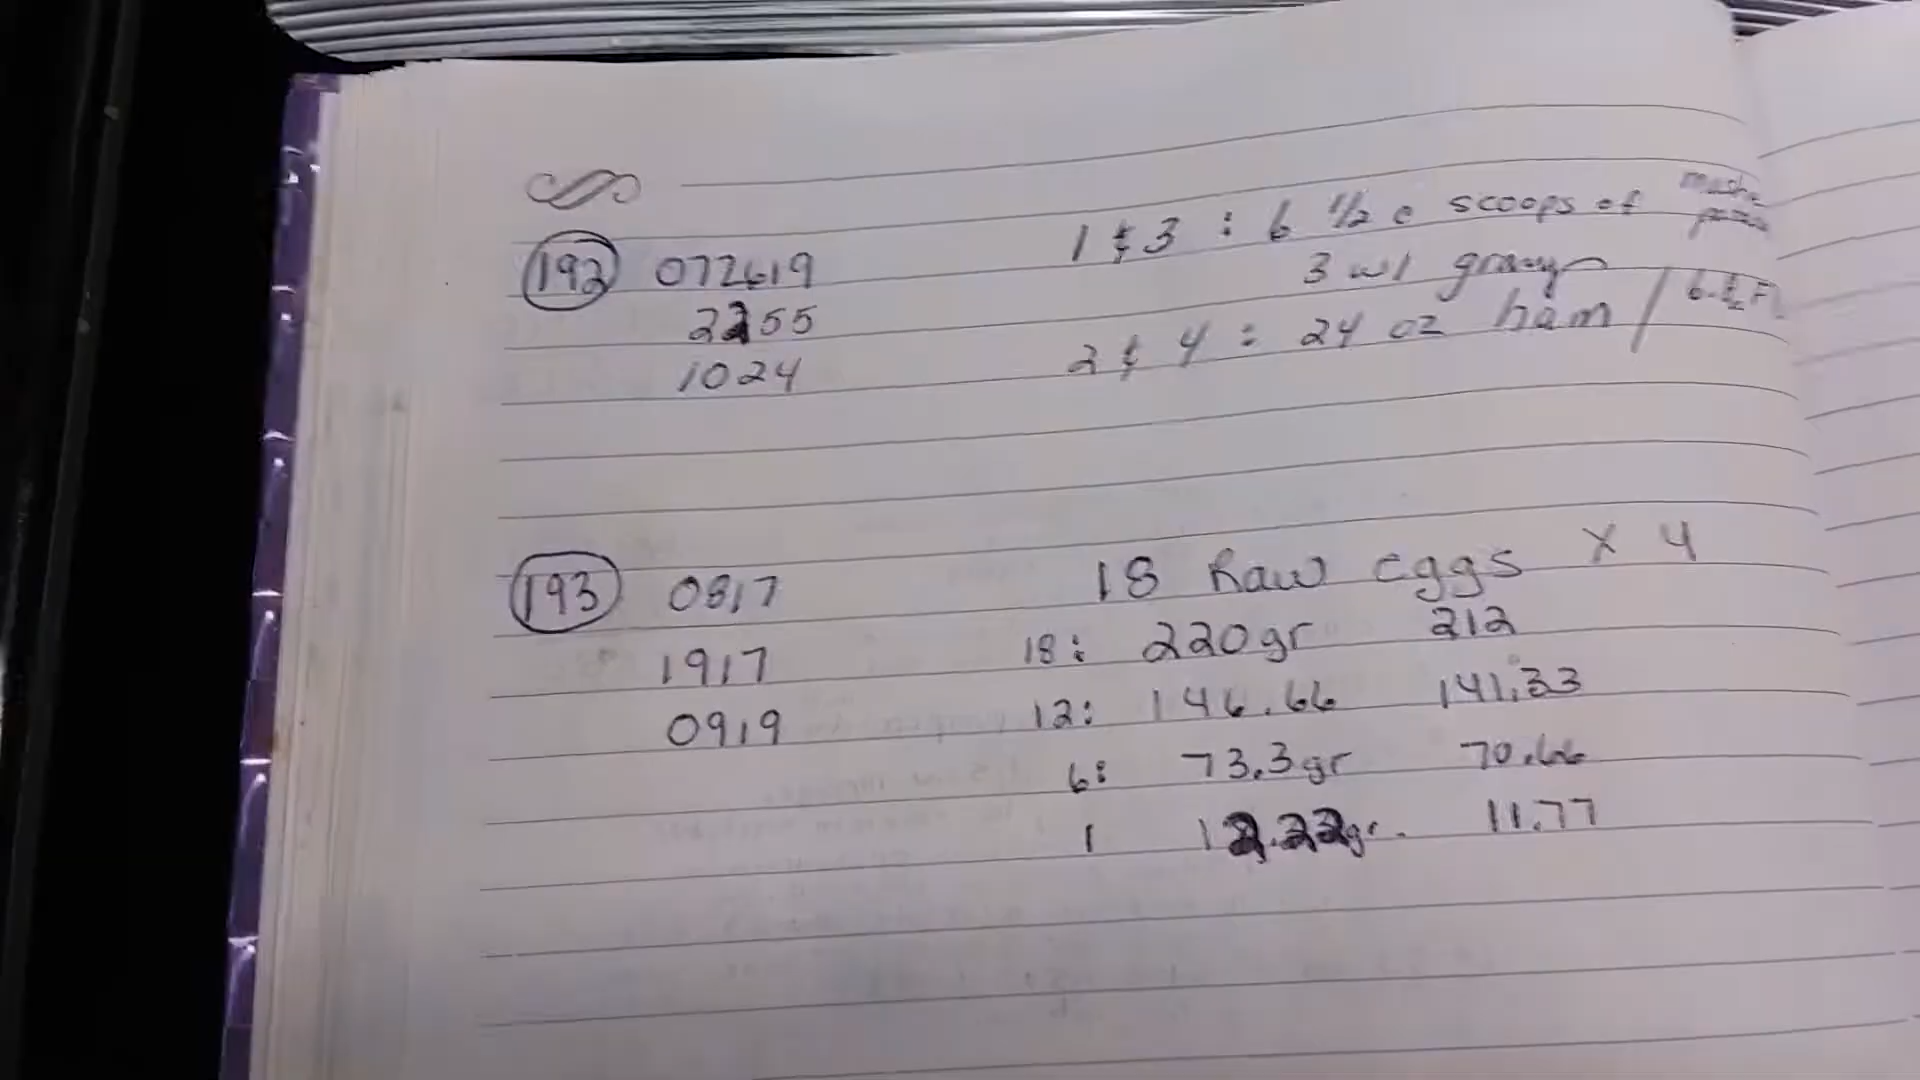 192 072619 1 & 3 : 6 1/2 c scoops of
2255 3 w/ gravy
1024 2 & 4 : 24 oz ham /
193 0817 18 Raw eggs x 4
1917 18: 220gr 212
0919 12: 146.66 141.33
6: 73.3gr 70.66
1 12.22gr. 11.77